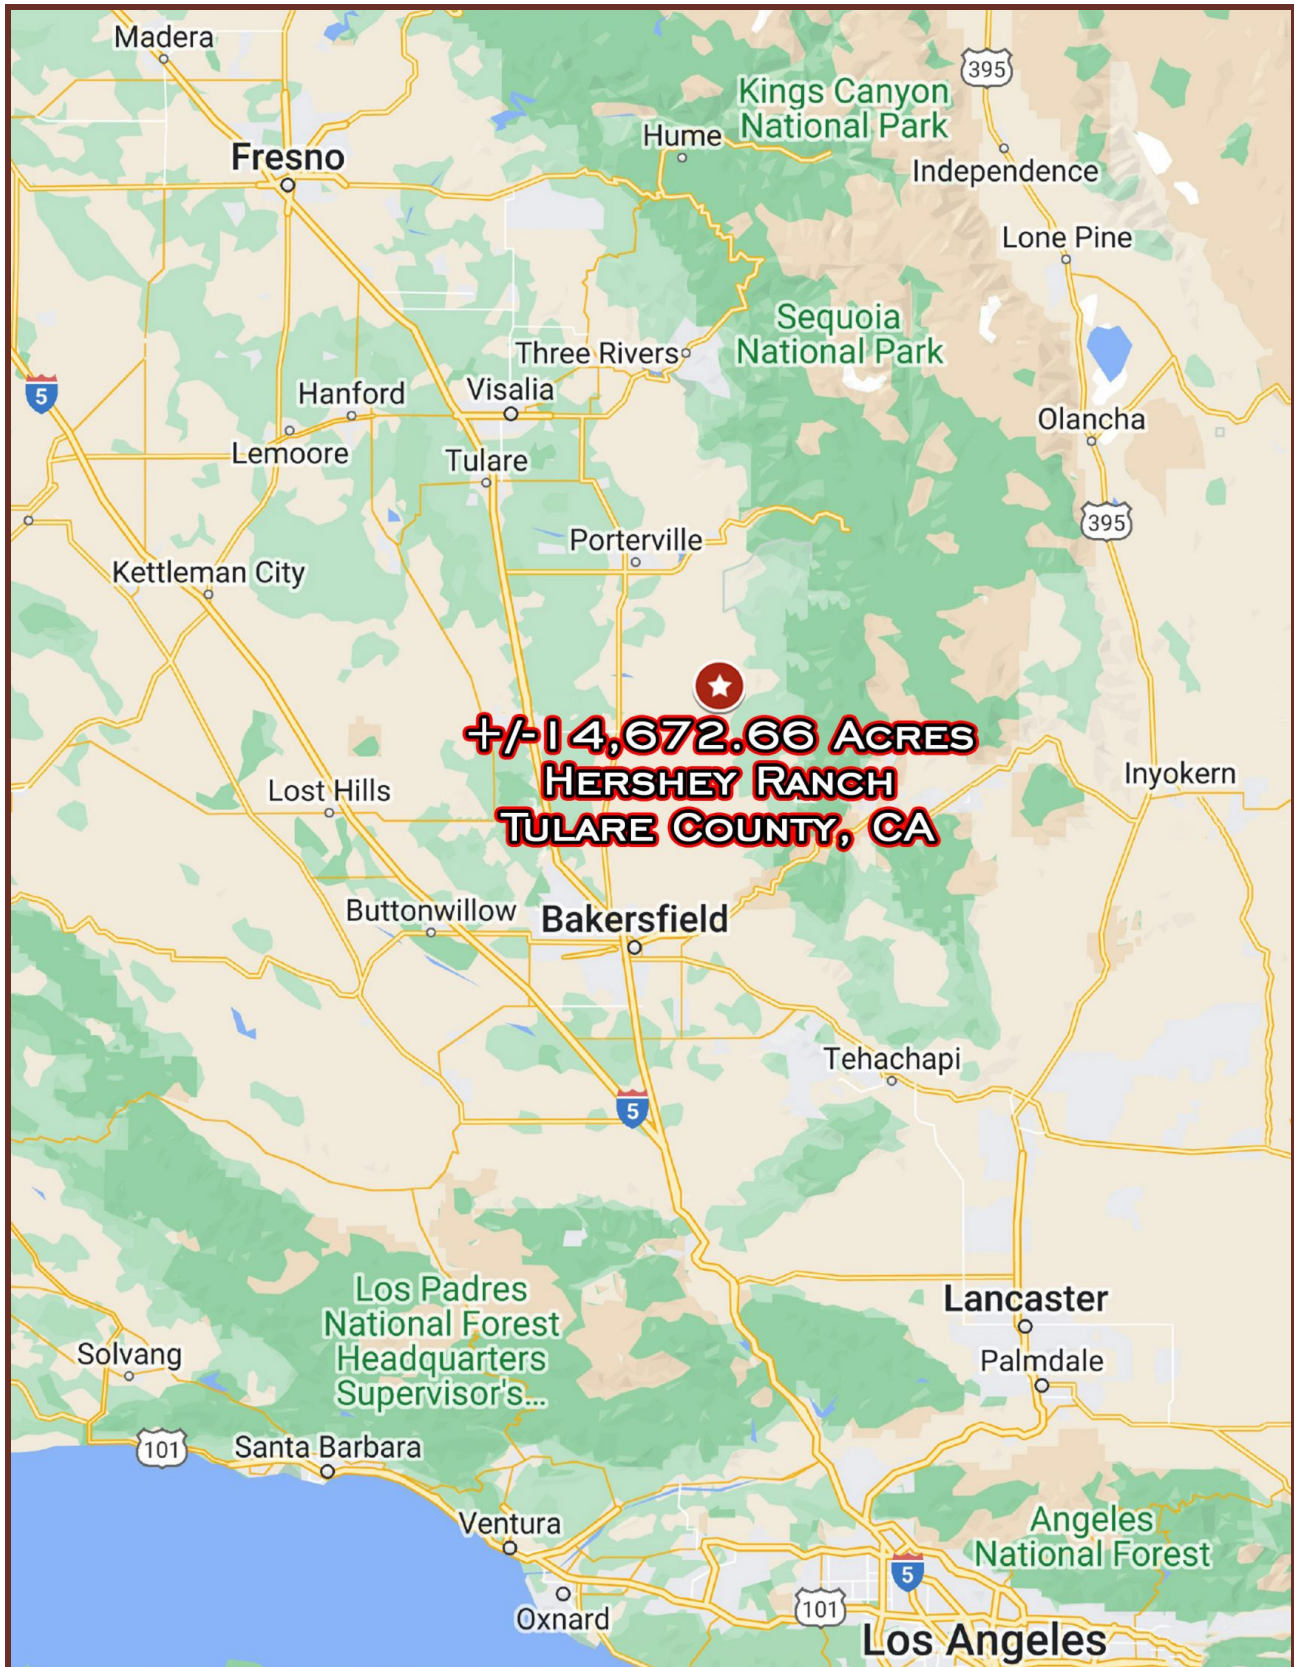 Madera
395
Kings Canyon
National Park
Hume
Fresno
Independence
Lone Pine
Sequoia
National Park
Three Rivers
5
Hanford
Visalia
Olancha
Lemoore
Tulare
395
Porterville
Kettleman City
+/-14,672.66 Acres
Hershey Ranch
Tulare County, CA
Inyokern
Lost Hills
Buttonwillow
Bakersfield
Tehachapi
5
Los Padres
National Forest
Headquarters
Supervisor's...
Lancaster
Solvang
Palmdale
101
Santa Barbara
Ventura
Angeles
National Forest
5
101
Oxnard
Los Angeles